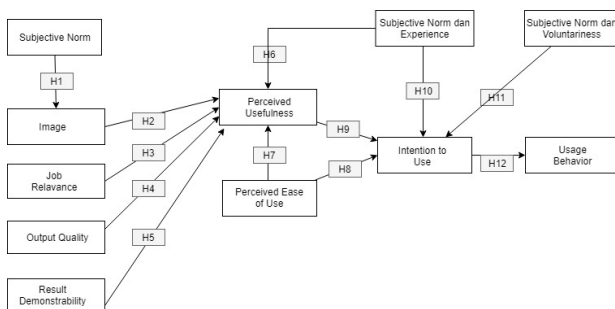 Subjective Norm
Subjective Norm dan
Experience
Subjective Norm dan
Voluntariness
H1
H6
Image
H2
Perceived
Usefulness
H10
H11
H3
H9
Job
Relavance
H4
H7
H8
Intention to
Use
H12
Usage
Behavior
Perceived Ease
of Use
Output Quality
H5
Result
Demonstrability